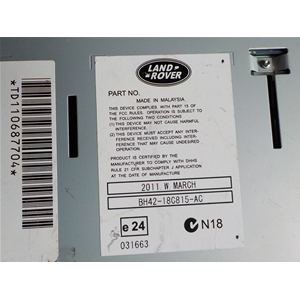 LAND
ROVER
PART NO.
MADE IN MALAYSIA
THIS DEVICE COMPLIES WITH PART 15 OF
THE FCC RULES. OPERATION IS SUBJECT TO
THE FOLLOWING TWO CONDITIONS
(1) THIS DEVICE MAY NOT CAUSE HARMFUL
INTERFERENCE
(2) THIS DEVICE MUST ACCEPT ANY INTER-
FERENCE RECEIVED INCLUDING INTER-
FERENCE THAT MAY CAUSE UNDESIRED
OPERATION
PRODUCT IS CERTIFIED BY THE
MANUFACTURER TO COMPLY TO DHHS
RULE 21 CFR SUBCHAPTER J APPLICATION
AT THE DATE OF MANUFACTURE
2011 W MARCH
BH42-18C815-AC
e 24
N18
031663
*TD110687704*